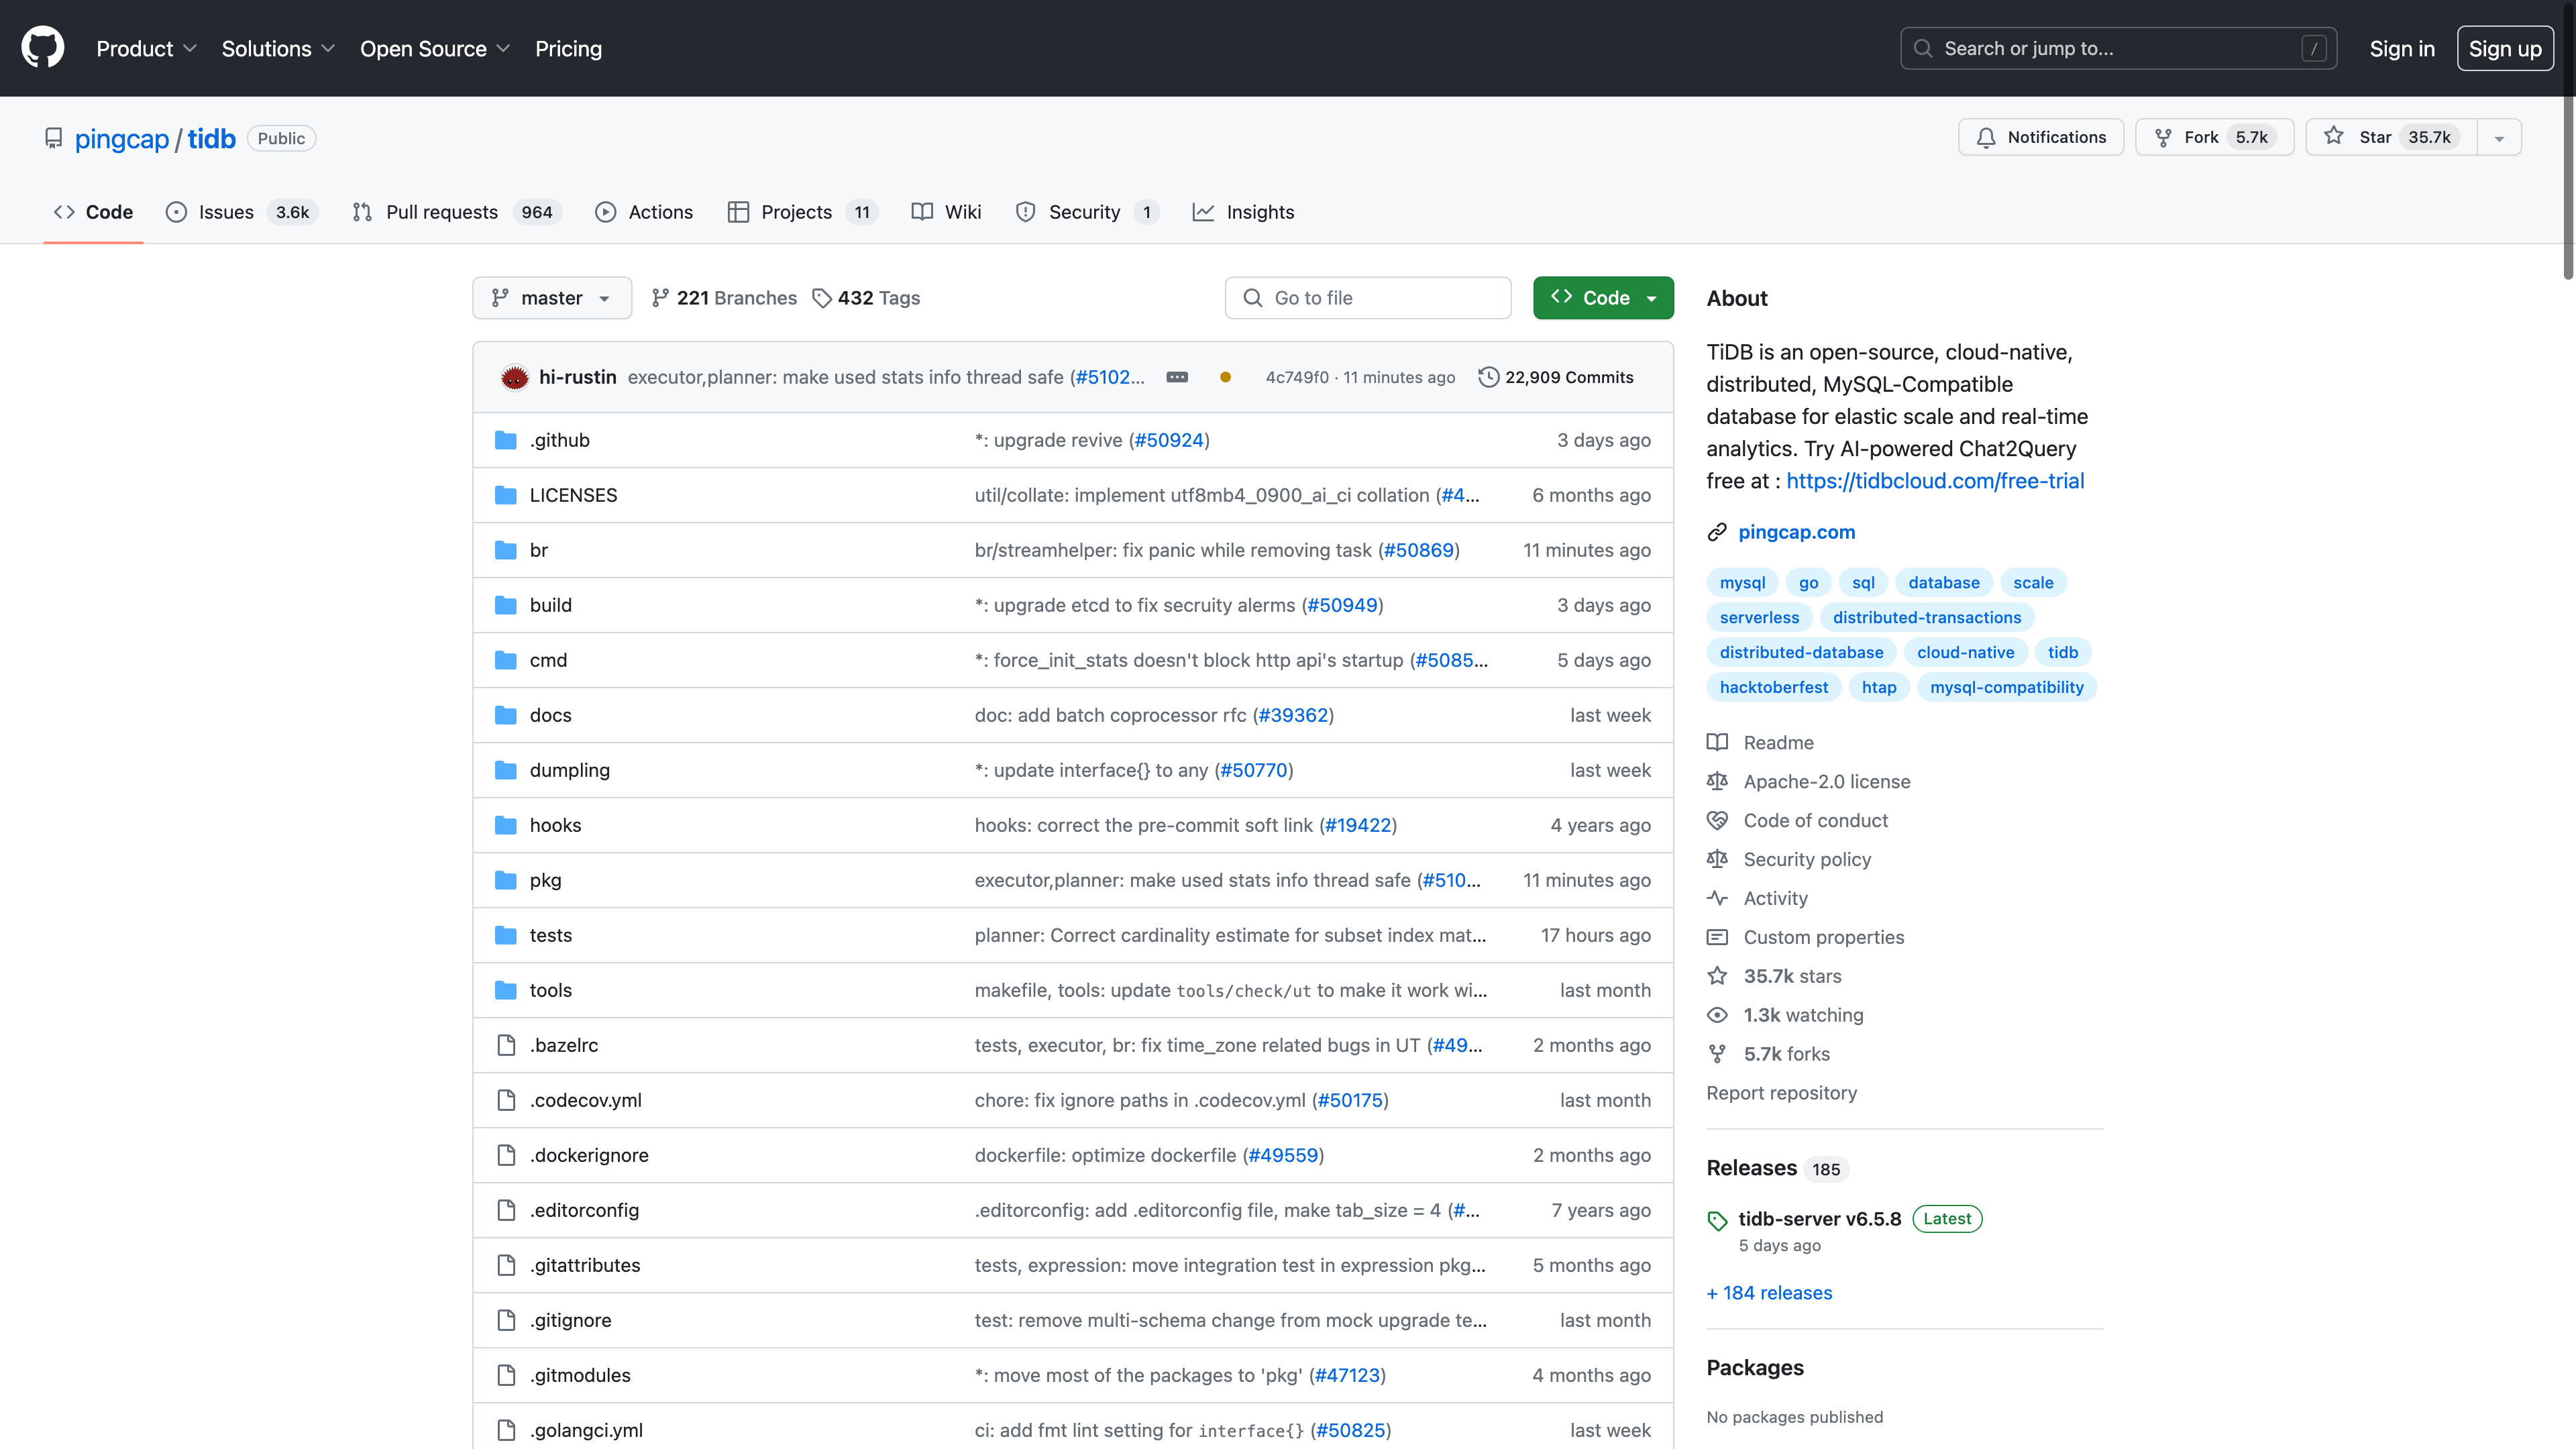 Product Solutions Open Source Pricing Search or jump to... / Sign in Sign up
pingcap / tidb Public Notifications Fork 5.7k Star 35.7k
Code Issues 3.6k Pull requests 964 Actions Projects 11 Wiki Security 1 Insights
master 221 Branches 432 Tags Go to file Code
hi-rustin executor,planner: make used stats info thread safe (#5102... 4c749f0 · 11 minutes ago 22,909 Commits
.github *: upgrade revive (#50924) 3 days ago
LICENSES util/collate: implement utf8mb4_0900_ai_ci collation (#4... 6 months ago
br br/streamhelper: fix panic while removing task (#50869) 11 minutes ago
build *: upgrade etcd to fix secruity alerms (#50949) 3 days ago
cmd *: force_init_stats doesn't block http api's startup (#5085... 5 days ago
docs doc: add batch coprocessor rfc (#39362) last week
dumpling *: update interface{} to any (#50770) last week
hooks hooks: correct the pre-commit soft link (#19422) 4 years ago
pkg executor,planner: make used stats info thread safe (#510... 11 minutes ago
tests planner: Correct cardinality estimate for subset index mat... 17 hours ago
tools makefile, tools: update tools/check/ut to make it work wi... last month
.bazelrc tests, executor, br: fix time_zone related bugs in UT (#49... 2 months ago
.codecov.yml chore: fix ignore paths in .codecov.yml (#50175) last month
.dockerignore dockerfile: optimize dockerfile (#49559) 2 months ago
.editorconfig .editorconfig: add .editorconfig file, make tab_size = 4 (#... 7 years ago
.gitattributes tests, expression: move integration test in expression pkg... 5 months ago
.gitignore test: remove multi-schema change from mock upgrade te... last month
.gitmodules *: move most of the packages to 'pkg' (#47123) 4 months ago
.golangci.yml ci: add fmt lint setting for interface{} (#50825) last week
About
TiDB is an open-source, cloud-native,
distributed, MySQL-Compatible
database for elastic scale and real-time
analytics. Try AI-powered Chat2Query
free at : https://tidbcloud.com/free-trial
pingcap.com
mysql go sql database scale
serverless distributed-transactions
distributed-database cloud-native tidb
hacktoberfest htap mysql-compatibility
Readme
Apache-2.0 license
Code of conduct
Security policy
Activity
Custom properties
35.7k stars
1.3k watching
5.7k forks
Report repository
Releases 185
tidb-server v6.5.8 Latest
5 days ago
+ 184 releases
Packages
No packages published